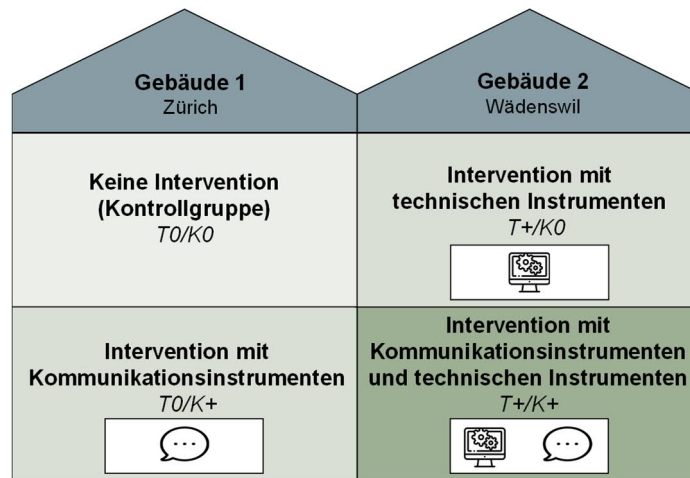 Gebäude 1
Zürich
Gebäude 2
Wädenswil
Keine Intervention
(Kontrollgruppe)
T0/K0
Intervention mit
technischen Instrumenten
T+/K0
Intervention mit
Kommunikationsinstrumenten
T0/K+
Intervention mit
Kommunikationsinstrumenten
und technischen Instrumenten
T+/K+